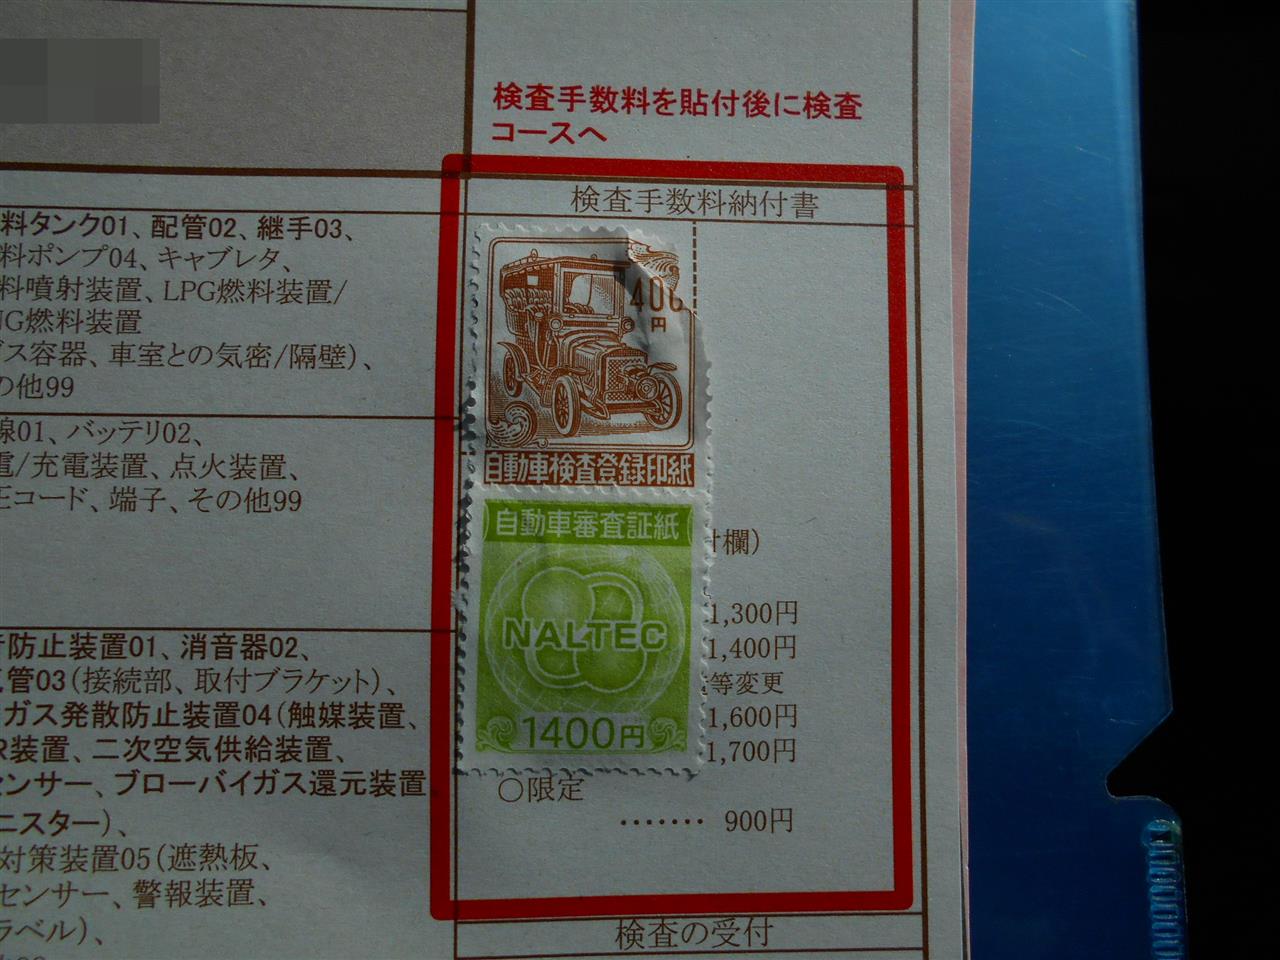 検査手数料を貼付後に検査
コースへ
検査手数料納付書
料タンク01、配管02、継手03、
料ポンプ04、キャブレタ、
料噴射装置、LPG燃料装置/
NG燃料装置
ガス容器、車室との気密/隔壁)、
の他99
線01、バッテリ02、
電/充電装置、点火装置、
圧コード、端子、その他99
防止装置01、消音器02、
管03(接続部、取付ブラケット)、
ガス発散防止装置04(触媒装置、
R装置、二次空気供給装置、
センサー、ブローバイガス還元装置
ニスター)、
対策装置05(遮熱板、
センサー、警報装置、
ラベル)、
400
円
自動車検査登録印紙
自動車審査証紙
NALTEC
1400円
付欄)
1,300円
1,400円
等変更
1,600円
1,700円
○限定
……… 900円
検査の受付